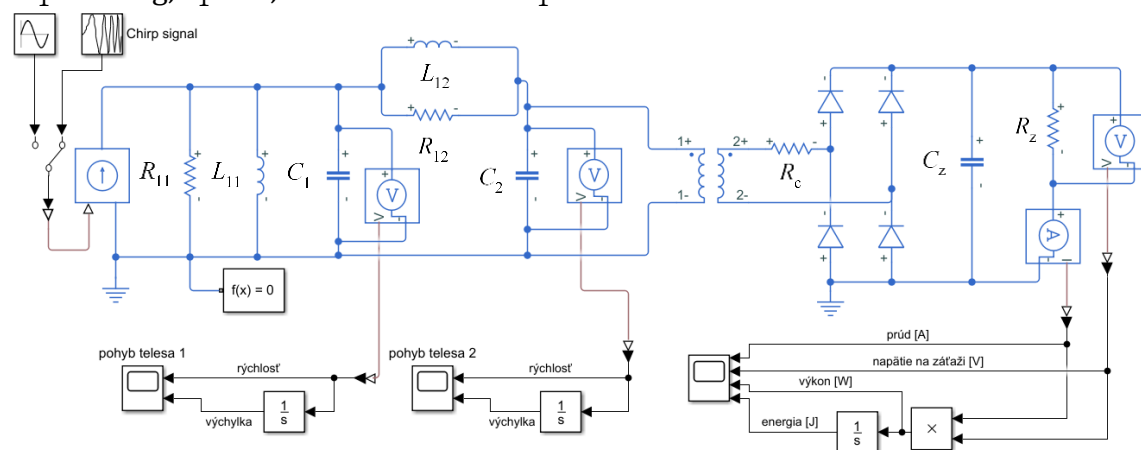 Chirp signal
L12
R12
R11
L11
C1
C2
V
V
1+
1-
2+
2-
Rc
Cz
Rz
V
A
I
f(x) = 0
pohyb telesa 1
rýchlosť
výchylka
1
s
pohyb telesa 2
rýchlosť
výchylka
1
s
prúd [A]
napätie na záťaži [V]
výkon [W]
energia [J]
1
s
×